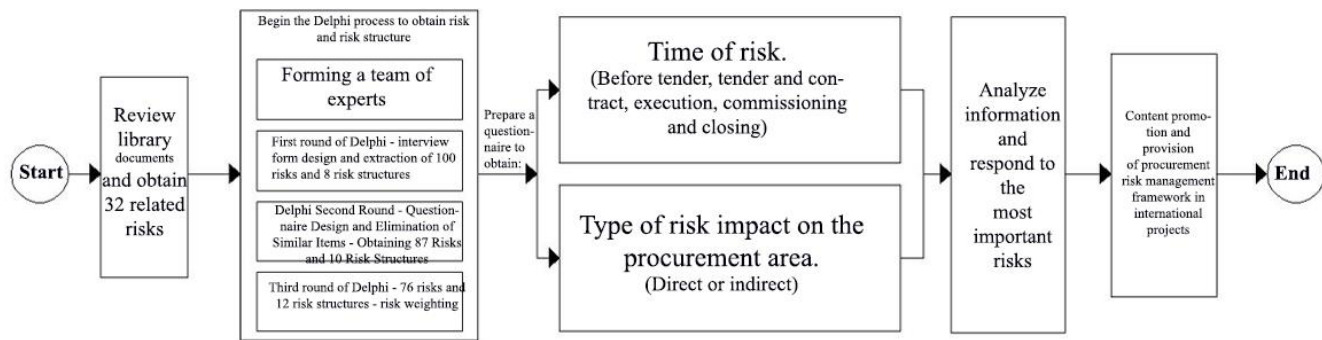 Start
Review
library
documents
and obtain
32 related
risks
Begin the Delphi process to obtain risk
and risk structure
Forming a team of
experts
First round of Delphi - interview
form design and extraction of 100
risks and 8 risk structures
Delphi Second Round - Question-
naire Design and Elimination of
Similar Items - Obtaining 87 Risks
and 10 Risk Structures
Third round of Delphi - 76 risks and
12 risk structures - risk weighting
Prepare a
question-
naire to
obtain:
Time of risk.
(Before tender, tender and con-
tract, execution, commissioning
and closing)
Type of risk impact on the
procurement area.
(Direct or indirect)
Analyze
information
and
respond to
the
most
important
risks
Content promo-
tion and
provision
of procurement
risk management
framework in
international
projects
End